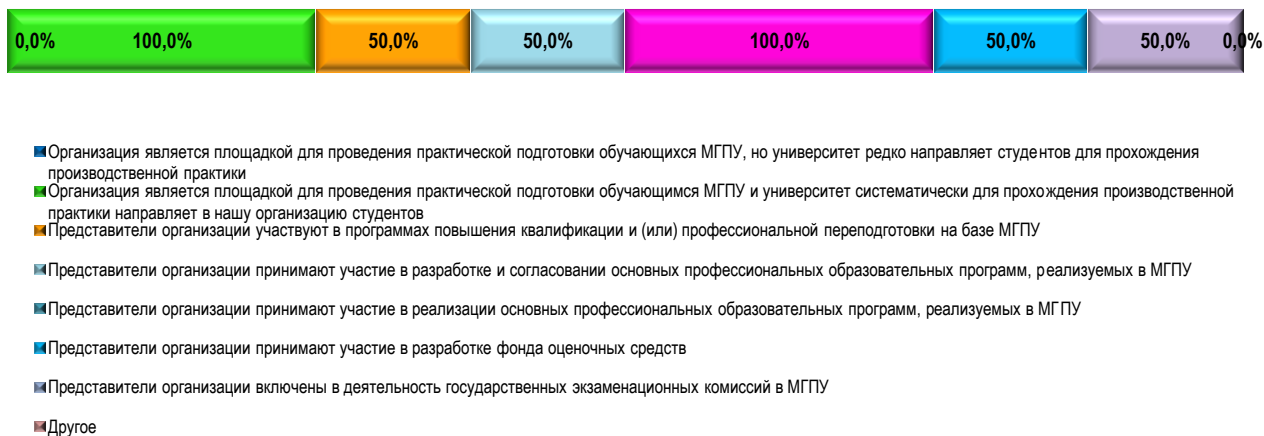 0,0% 100,0% 50,0% 50,0% 100,0% 50,0% 50,0% 0,0%
Организация является площадкой для проведения практической подготовки обучающихся МГПУ, но университет редко направляет студентов для прохождения
производственной практики
Организация является площадкой для проведения практической подготовки обучающимся МГПУ и университет систематически для прохождения производственной
практики направляет в нашу организацию студентов
Представители организации участвуют в программах повышения квалификации и (или) профессиональной переподготовки на базе МГПУ
Представители организации принимают участие в разработке и согласовании основных профессиональных образовательных программ, реализуемых в МГПУ
Представители организации принимают участие в реализации основных профессиональных образовательных программ, реализуемых в МГПУ
Представители организации принимают участие в разработке фонда оценочных средств
Представители организации включены в деятельность государственных экзаменационных комиссий в МГПУ
Другое